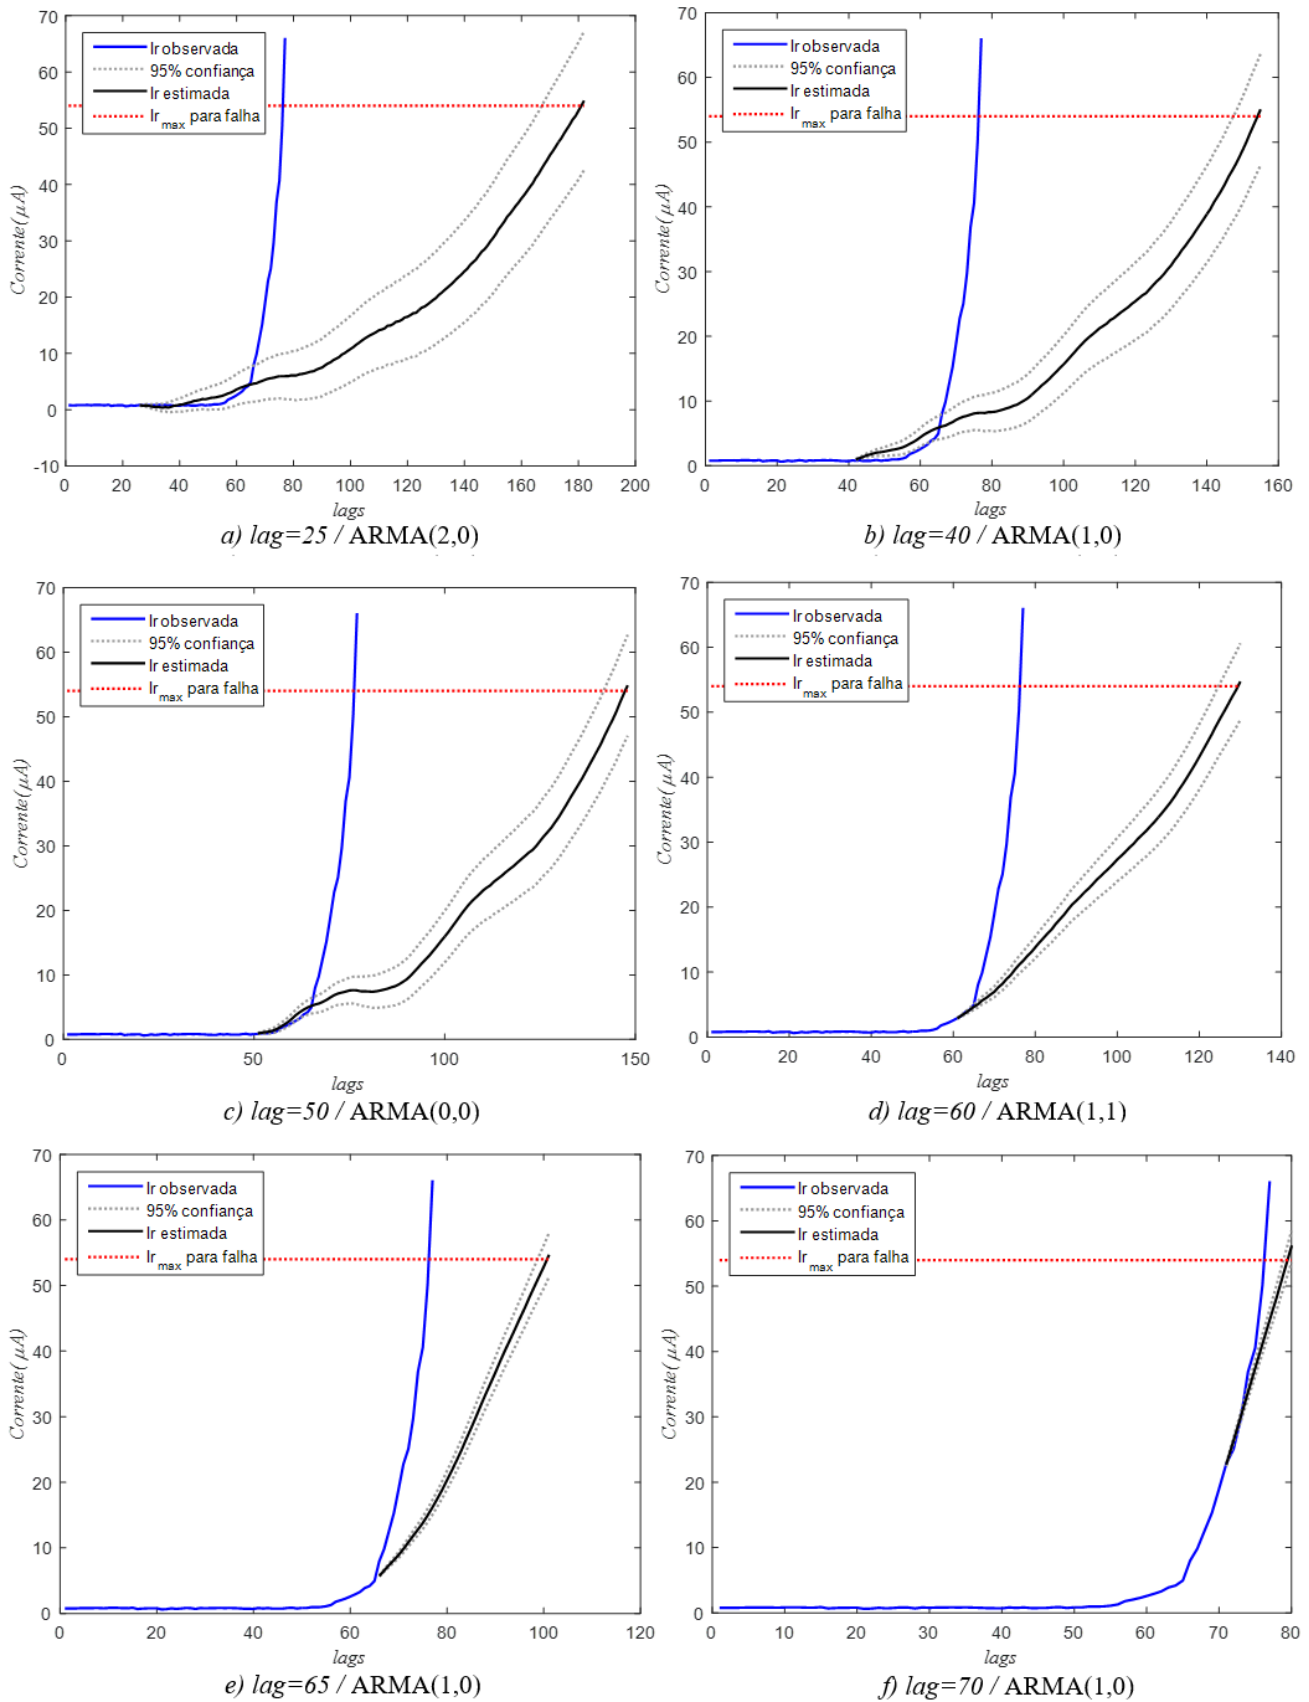 70
60
50
40
30
20
10
0
-10
Corrente(μA)
Ir observada
95% confiança
Ir estimada
Ir max para falha
0 20 40 60 80 100 120 140 160 180 200
lags
a) lag=25 / ARMA(2,0)
70
60
50
40
30
20
10
0
Corrente(μA)
Ir observada
95% confiança
Ir estimada
Ir max para falha
0 20 40 60 80 100 120 140 160
lags
b) lag=40 / ARMA(1,0)
70
60
50
40
30
20
10
0
Corrente(μA)
Ir observada
95% confiança
Ir estimada
Ir max para falha
0 50 100 150
lags
c) lag=50 / ARMA(0,0)
70
60
50
40
30
20
10
0
Corrente(μA)
Ir observada
95% confiança
Ir estimada
Ir max para falha
0 20 40 60 80 100 120 140
lags
d) lag=60 / ARMA(1,1)
70
60
50
40
30
20
10
0
Corrente(μA)
Ir observada
95% confiança
Ir estimada
Ir max para falha
0 20 40 60 80 100 120
lags
e) lag=65 / ARMA(1,0)
70
60
50
40
30
20
10
0
Corrente(μA)
Ir observada
95% confiança
Ir estimada
Ir max para falha
0 10 20 30 40 50 60 70 80
lags
f) lag=70 / ARMA(1,0)